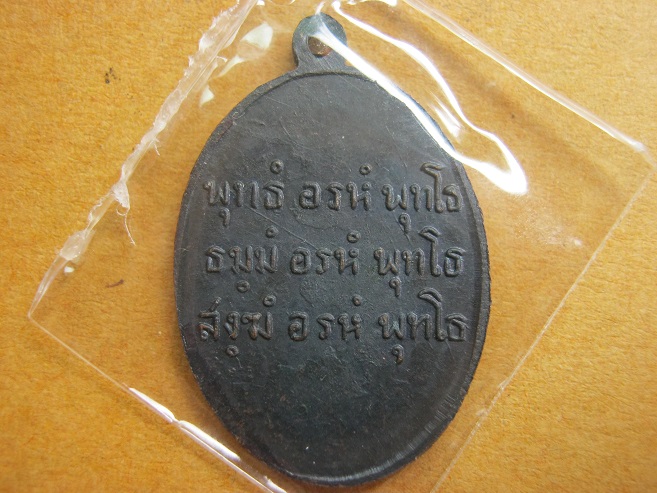 พุทธํ อรหํ พุทโธ
ธมฺมํ อรหํ พุทโธ
สงฺฆํ อรหํ พุทโธ